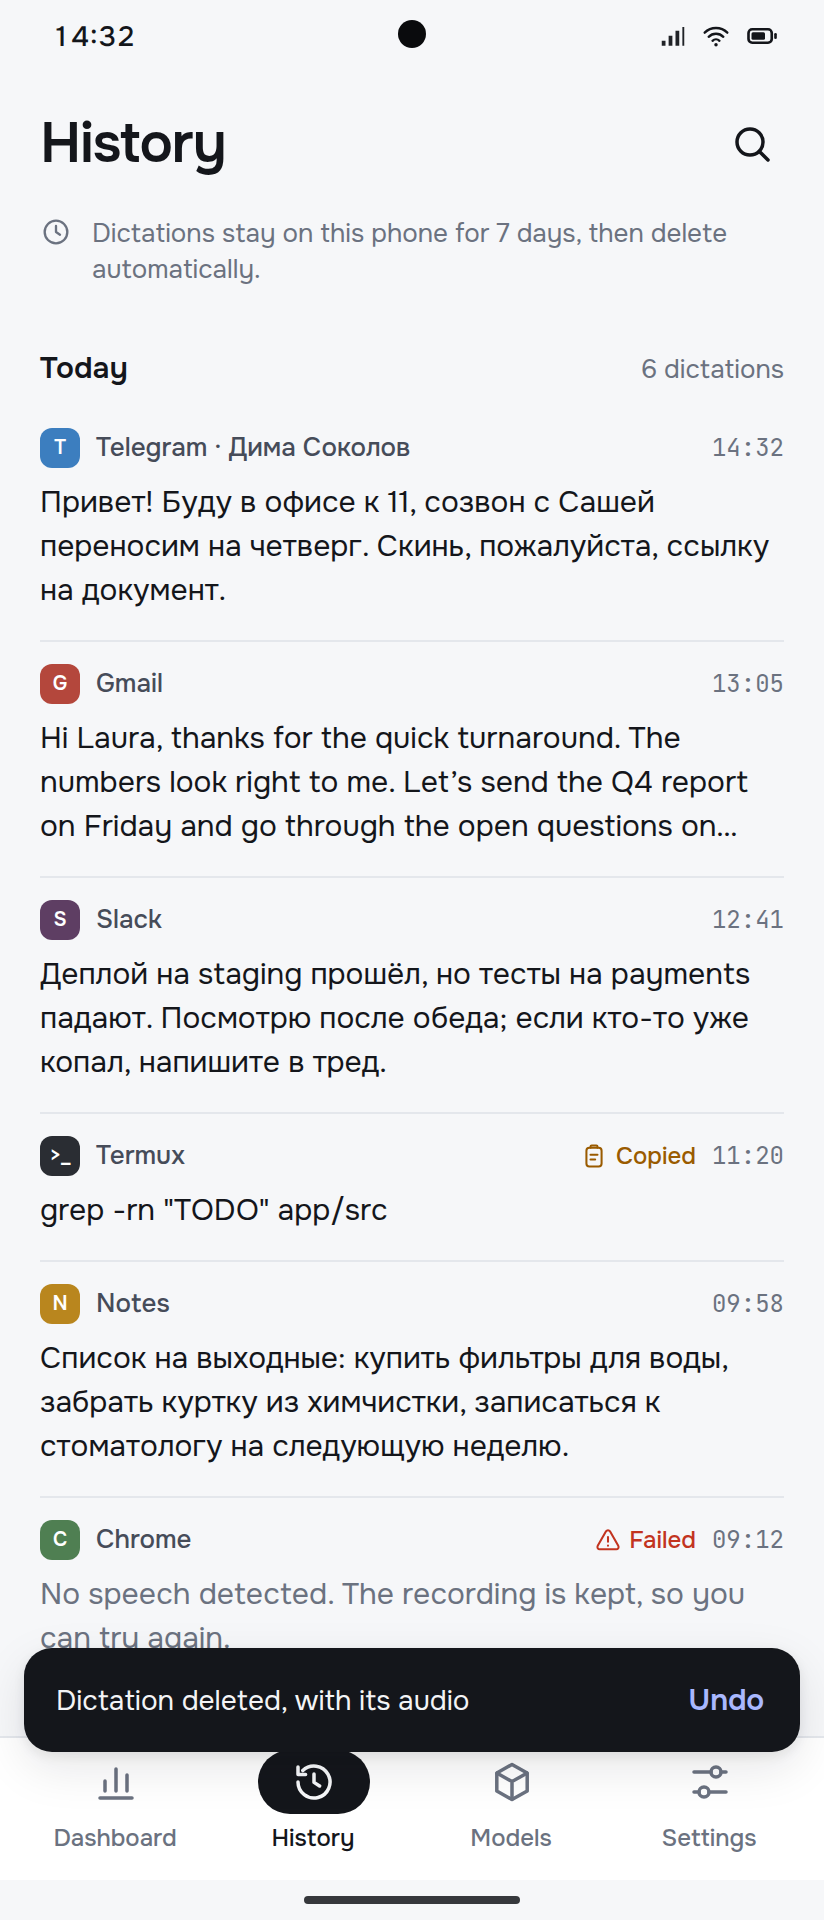 14:32
History
Dictations stay on this phone for 7 days, then delete
automatically.
Today
6 dictations
T
Telegram · Дима Соколов
14:32
Привет! Буду в офисе к 11, созвон с Сашей
переносим на четверг. Скинь, пожалуйста, ссылку
на документ.
G
Gmail
13:05
Hi Laura, thanks for the quick turnaround. The
numbers look right to me. Let’s send the Q4 report
on Friday and go through the open questions on...
S
Slack
12:41
Деплой на staging прошёл, но тесты на payments
падают. Посмотрю после обеда; если кто-то уже
копал, напишите в тред.
>_
Termux
Copied
11:20
grep -rn "TODO" app/src
N
Notes
09:58
Список на выходные: купить фильтры для воды,
забрать куртку из химчистки, записаться к
стоматологу на следующую неделю.
C
Chrome
Failed
09:12
No speech detected. The recording is kept, so you
can try again.
Dictation deleted, with its audio
Undo
Dashboard
History
Models
Settings